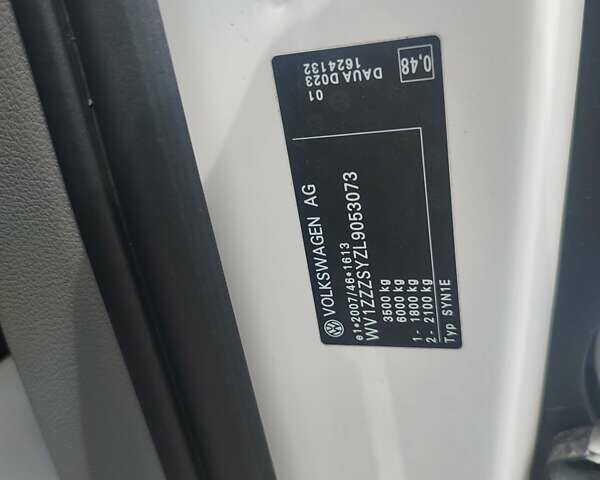 VOLKSWAGEN AG
e1*2007/46*1613
WV1ZZZSYZL9053073
3500 kg
6000 kg
1- 1800 kg
2- 2100 kg
Typ SYN1E
01
DAUA D023
1624132
0,48